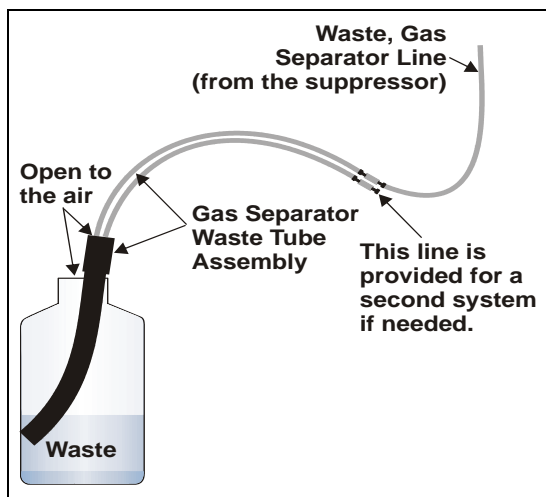 Waste, Gas
Separator Line
(from the suppressor)
Open to
the air
Gas Separator
Waste Tube
Assembly
This line is
provided for a
second system
if needed.
Waste